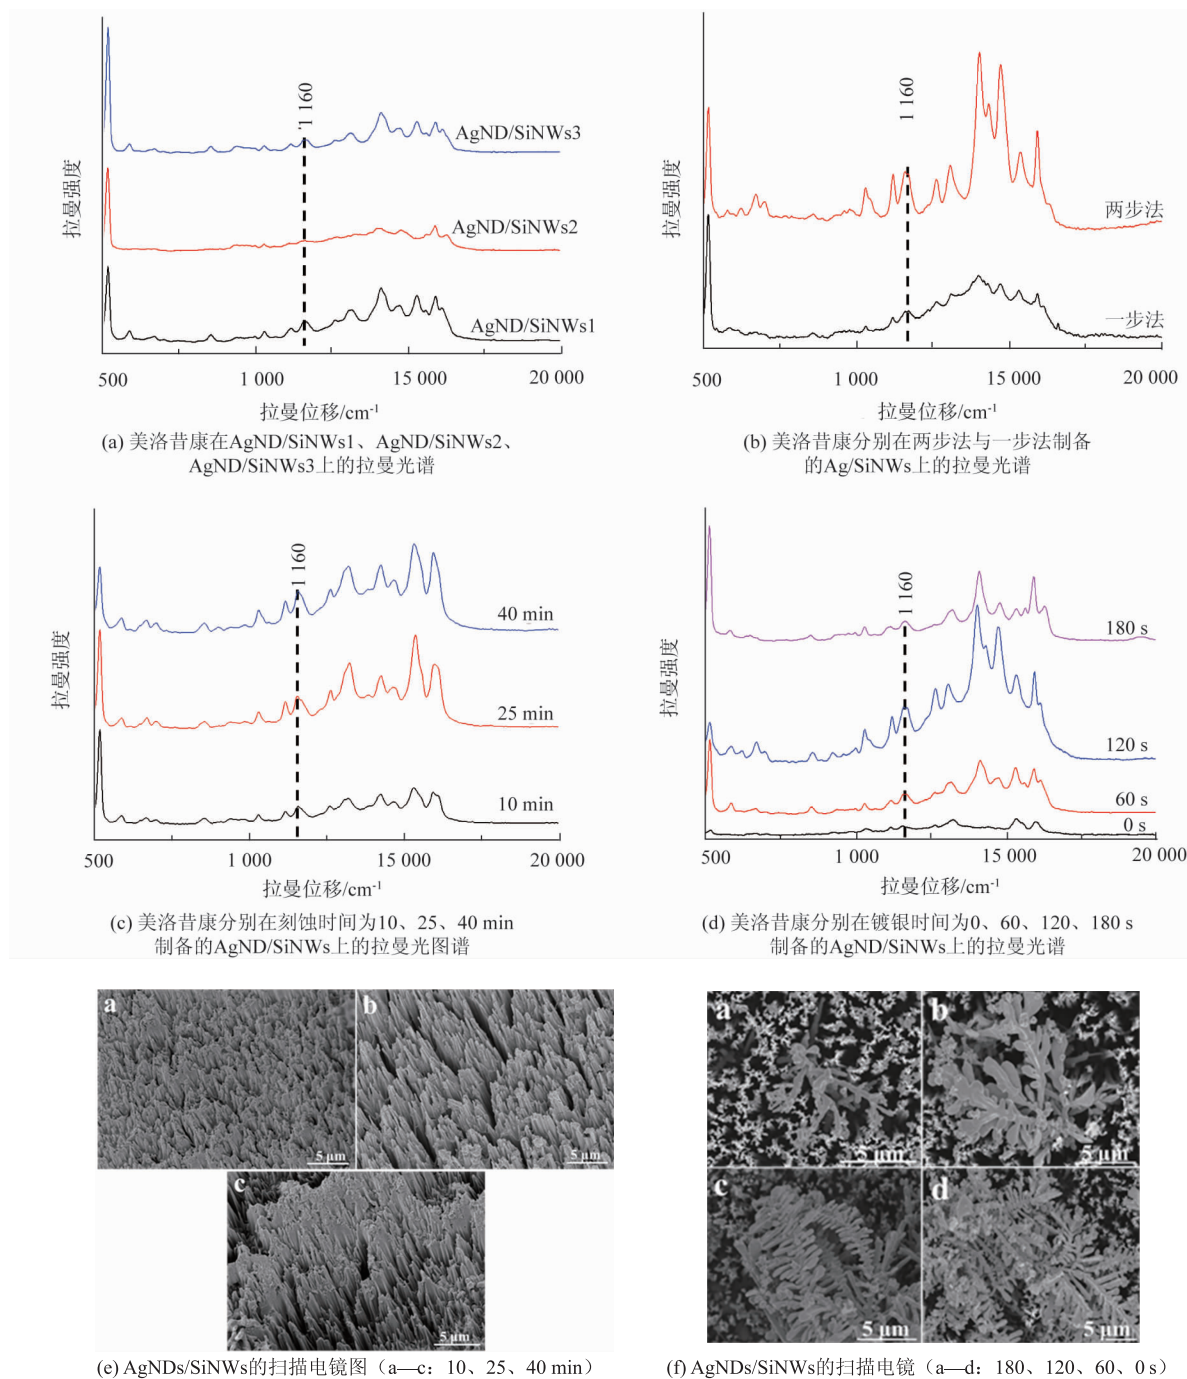 拉曼强度
1 160
AgND/SiNWs3
AgND/SiNWs2
AgND/SiNWs1
500 1 000 15 000 20 000
拉曼位移/cm⁻¹
(a) 美洛昔康在AgND/SiNWs1、AgND/SiNWs2、
AgND/SiNWs3上的拉曼光谱
拉曼强度
1 160
两步法
一步法
500 1 000 15 000 20 000
拉曼位移/cm⁻¹
(b) 美洛昔康分别在两步法与一步法制备
的Ag/SiNWs上的拉曼光谱
拉曼强度
1 160
40 min
25 min
10 min
500 1 000 15 000 20 000
拉曼位移/cm⁻¹
(c) 美洛昔康分别在刻蚀时间为10、25、40 min
制备的AgND/SiNWs上的拉曼光图谱
拉曼强度
1 160
180 s
120 s
60 s
0 s
500 1 000 15 000 20 000
拉曼位移/cm⁻¹
(d) 美洛昔康分别在镀银时间为0、60、120、180 s
制备的AgND/SiNWs上的拉曼光谱
a
5 μm
b
5 μm
c
5 μm
(e) AgNDs/SiNWs的扫描电镜图（a—c：10、25、40 min）
a
5 μm
b
5 μm
c
5 μm
d
5 μm
(f) AgNDs/SiNWs的扫描电镜（a—d：180、120、60、0 s）